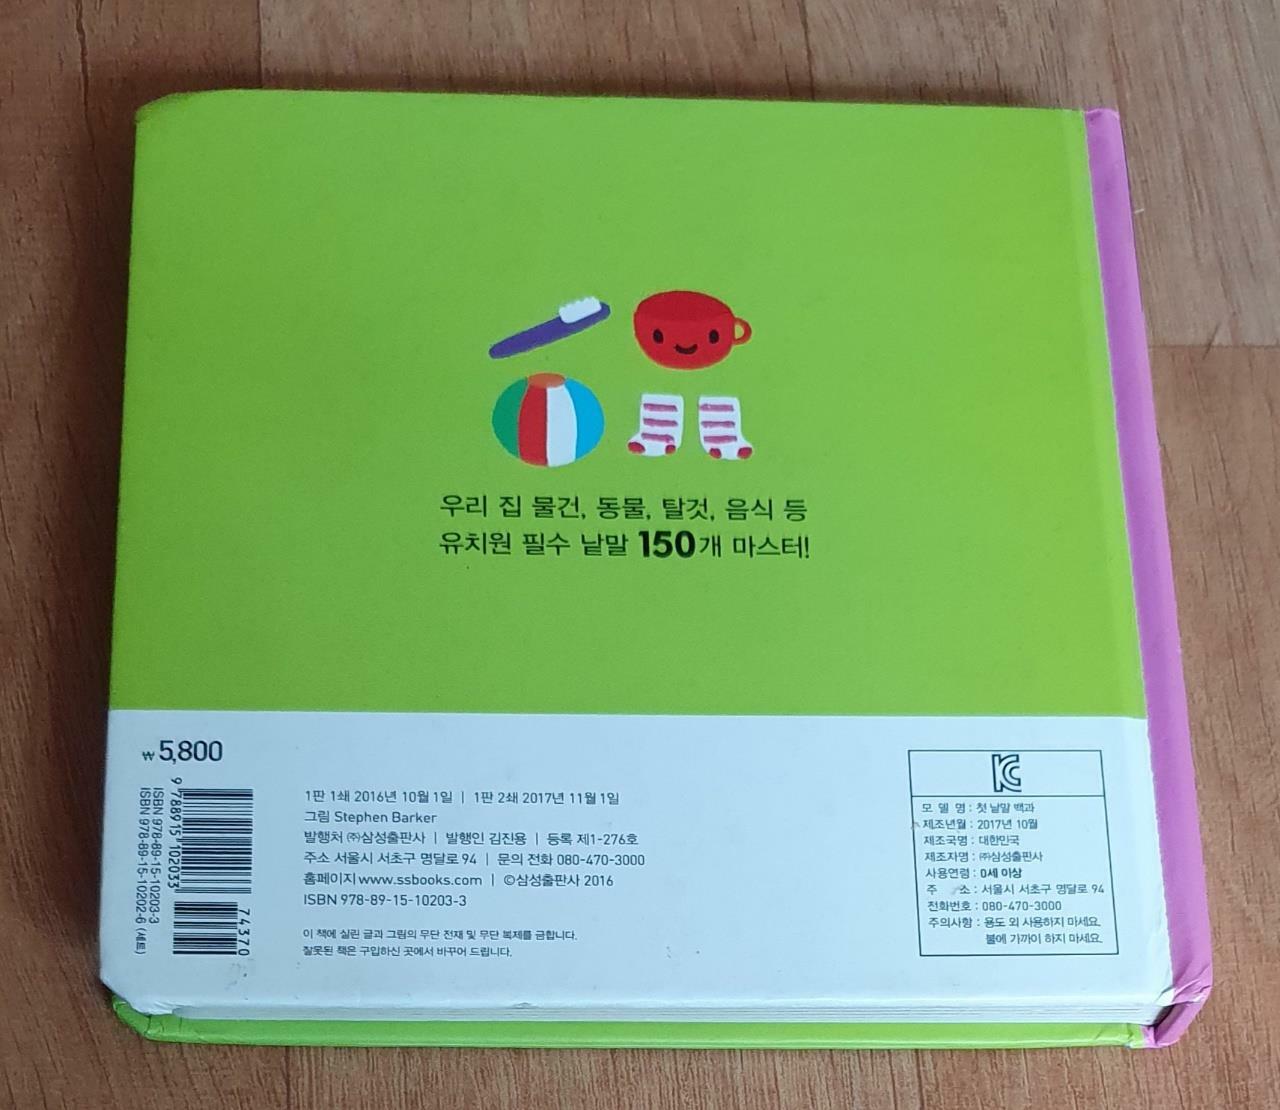 우리 집 물건, 동물, 탈것, 음식 등
유치원 필수 낱말 150개 마스터!
₩5,800
9 788915 102033
74370
ISBN 978-89-15-10203-3
ISBN 978-89-15-10202-6 (세트)
1판 1쇄 2016년 10월 1일 | 1판 2쇄 2017년 11월 1일
그림 Stephen Barker
발행처 ㈜삼성출판사 | 발행인 김진용 | 등록 제1-276호
주소 서울시 서초구 명달로 94 | 문의 전화 080-470-3000
홈페이지 www.ssbooks.com | ©삼성출판사 2016
ISBN 978-89-15-10203-3
이 책에 실린 글과 그림의 무단 전재 및 무단 복제를 금합니다.
잘못된 책은 구입하신 곳에서 바꾸어 드립니다.
KC
모 델 명 : 첫 낱말 백과
제조년월 : 2017년 10월
제조국명 : 대한민국
제조자명 : ㈜삼성출판사
사용연령 : 0세 이상
주 소 : 서울시 서초구 명달로 94
전화번호 : 080-470-3000
주의사항 : 용도 외 사용하지 마세요.
불에 가까이 하지 마세요.